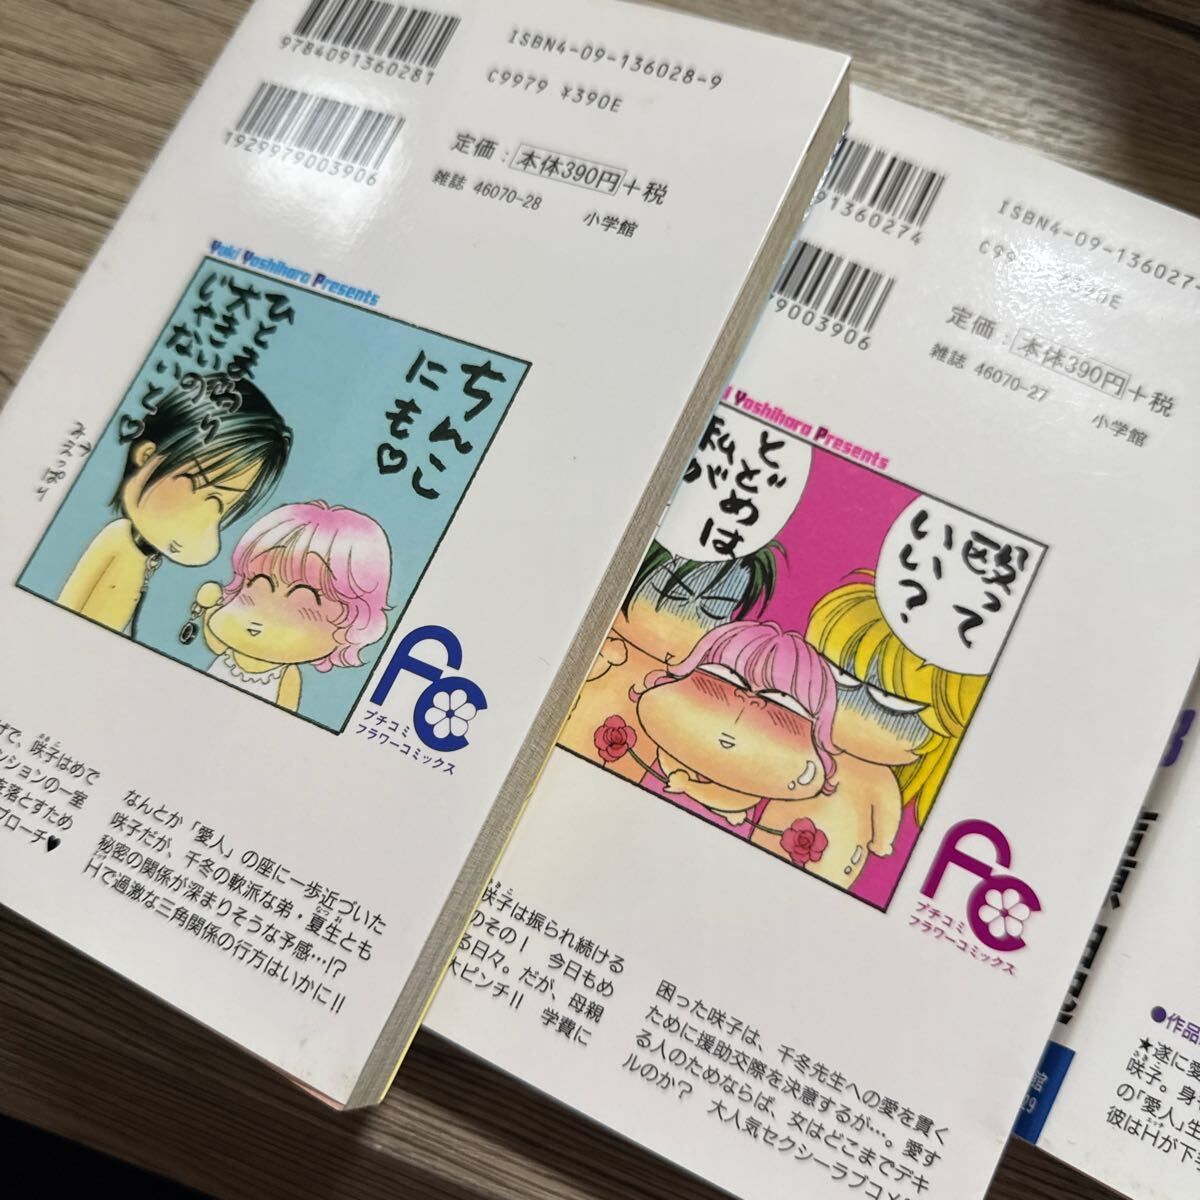 9784091360281
ISBN4-09-136028-9
C9979 ¥390E
1929979003906
定価：本体390円＋税
雑誌 46070-28
小学館
Yuki Yoshihara Presents
ちんこ
にも♡
ひとまわり
大きいの
じゃないと♡
みえっぱり
FC
プチコミ
フラワーコミックス
げで、咲子はめで
ンションの一室
を落とすため
プローチ♥
なんとか「愛人」の座に一歩近づいた
咲子だが、千冬の軟派な弟・夏生とも
秘密の関係が深まりそうな予感…!?
Hで過激な三角関係の行方はいかに!!
91360274
ISBN4-09-136027-
C99
390E
9003906
定価：本体390円＋税
雑誌 46070-27
小学館
i Yoshihara Presents
殴って
いい？
とどめは
私が
FC
プチコミ
フラワーコミックス
咲子は振られ続ける
のその！ 今日もめ
る日々。だが、母親
大ピンチ!! 学費に
困った咲子は、千冬先生への愛を貫く
ために援助交際を決意するが…。愛す
る人のためならば、女はどこまでデキ
ルのか？ 大人気セクシーラブコメ
館
29
●作品
★遂に愛
咲子。身
の「愛人」生
彼はHが下